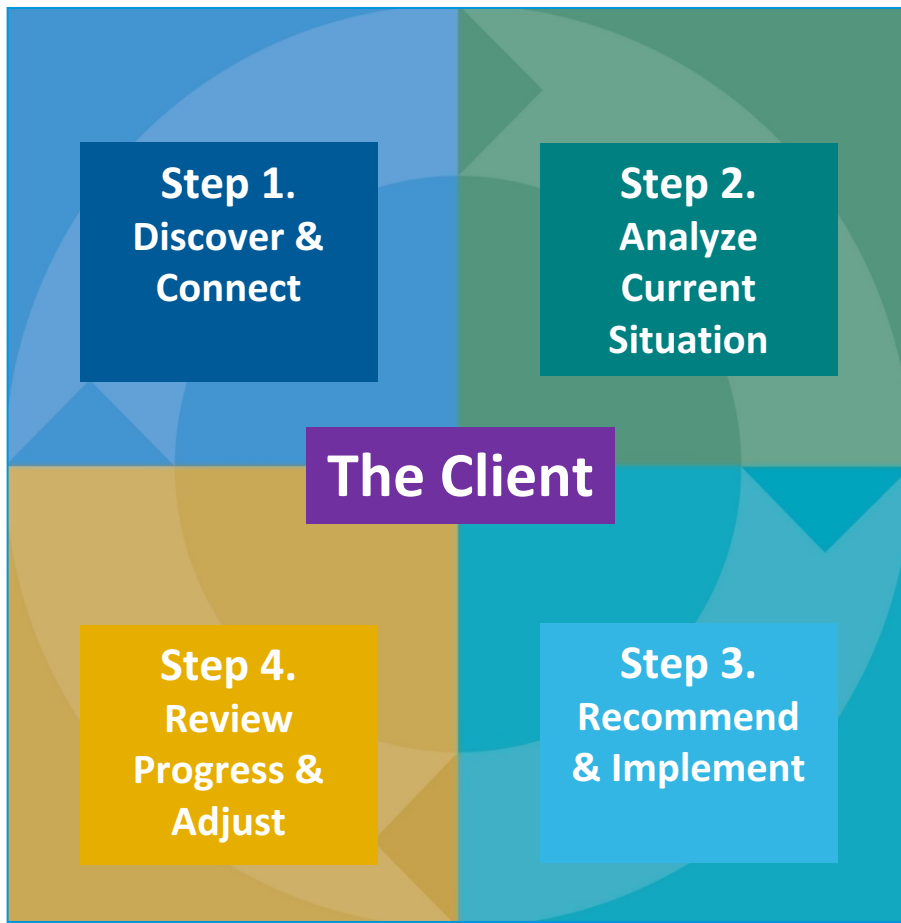 Step 1.
Discover &
Connect
Step 2.
Analyze
Current
Situation
The Client
Step 4.
Review
Progress &
Adjust
Step 3.
Recommend
& Implement